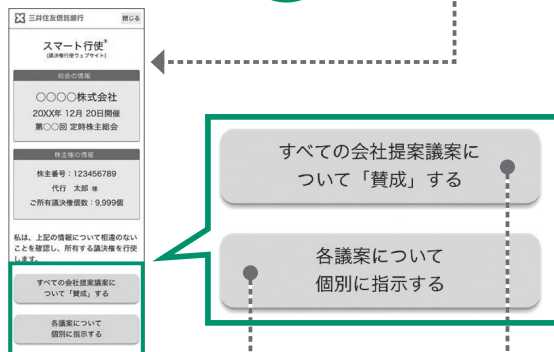 三井住友信託銀行
閉じる
スマート行使®
(議決権行使ウェブサイト)
総会の情報
〇〇〇〇株式会社
20XX年 12月 20日開催
第〇〇回 定時株主総会
株主様の情報
株主番号：123456789
代行 太郎 様
ご所有議決権個数：9,999個
私は、上記の情報について相違のない
ことを確認し、所有する議決権を行使
します。
すべての会社提案議案に
ついて「賛成」する
各議案について
個別に指示する
すべての会社提案議案に
ついて「賛成」する
各議案について
個別に指示する